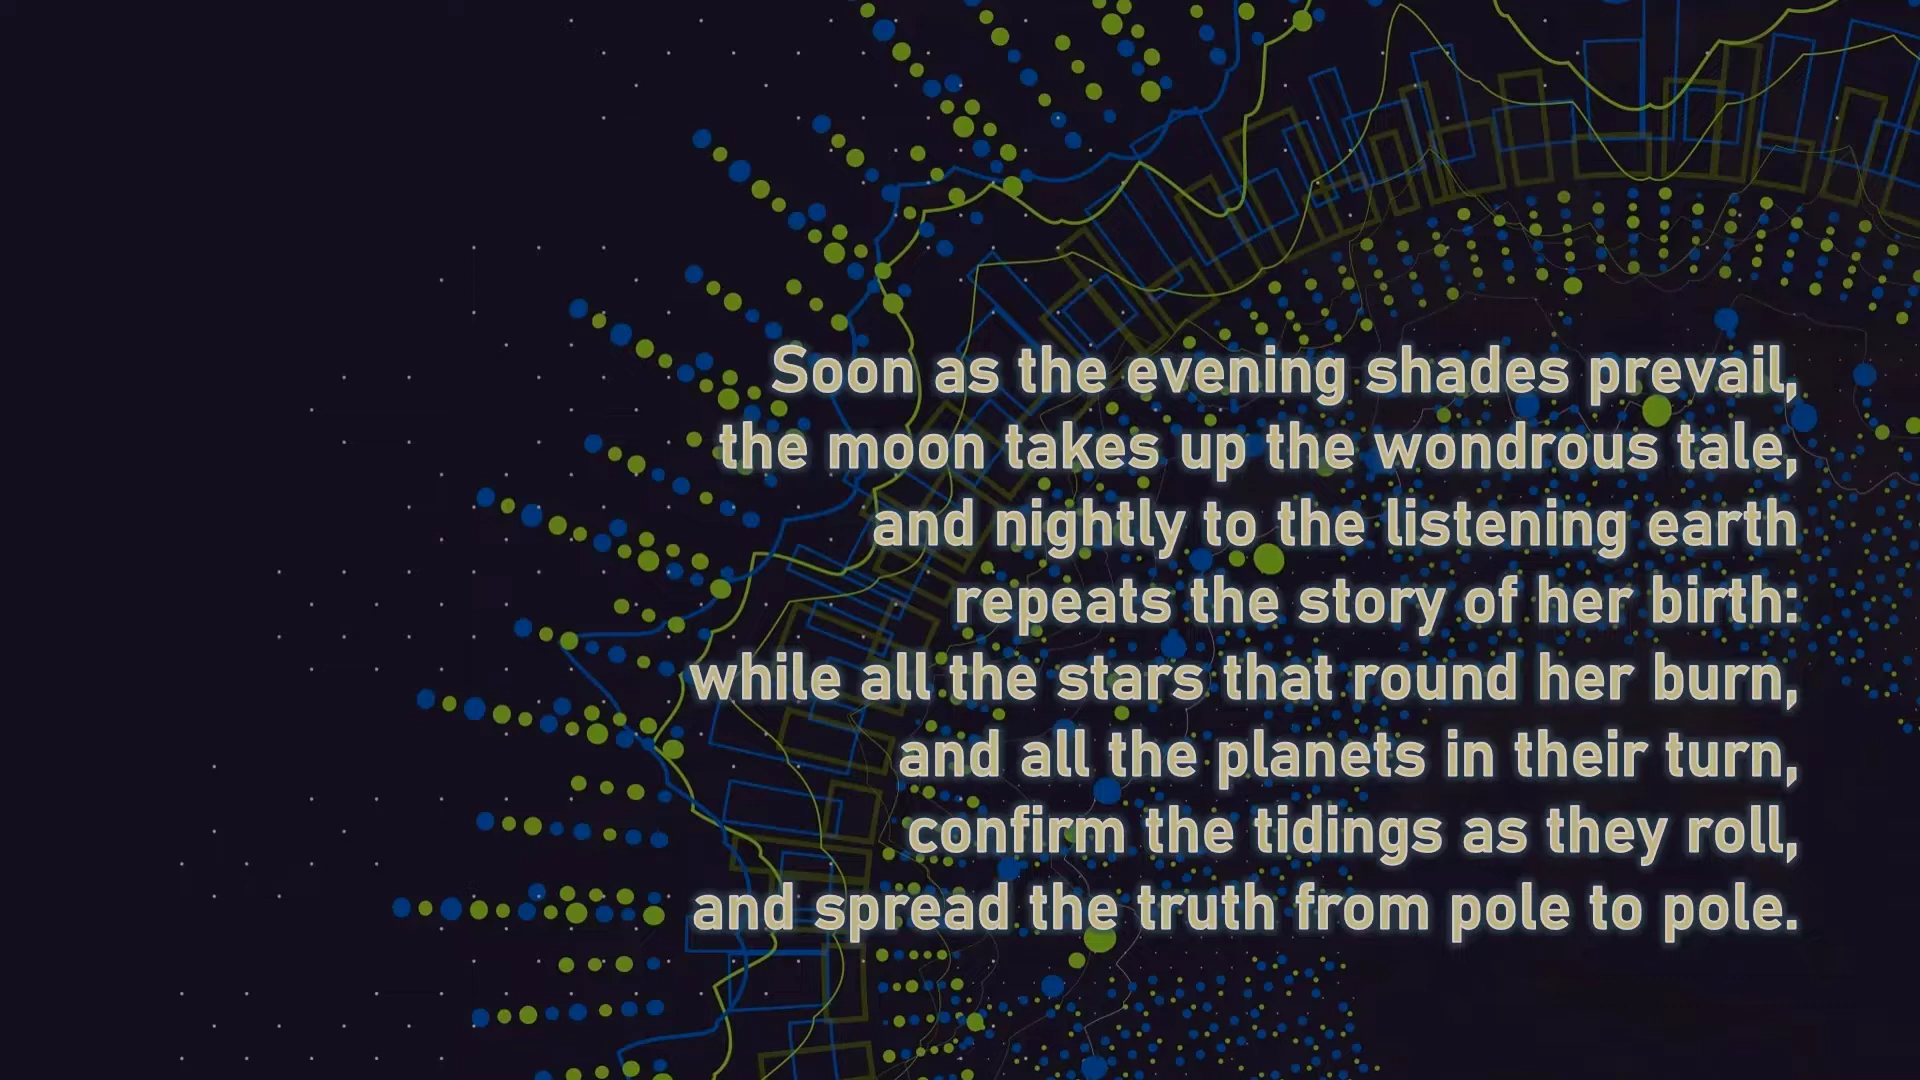 Soon as the evening shades prevail,
the moon takes up the wondrous tale,
and nightly to the listening earth
repeats the story of her birth:
while all the stars that round her burn,
and all the planets in their turn,
confirm the tidings as they roll,
and spread the truth from pole to pole.